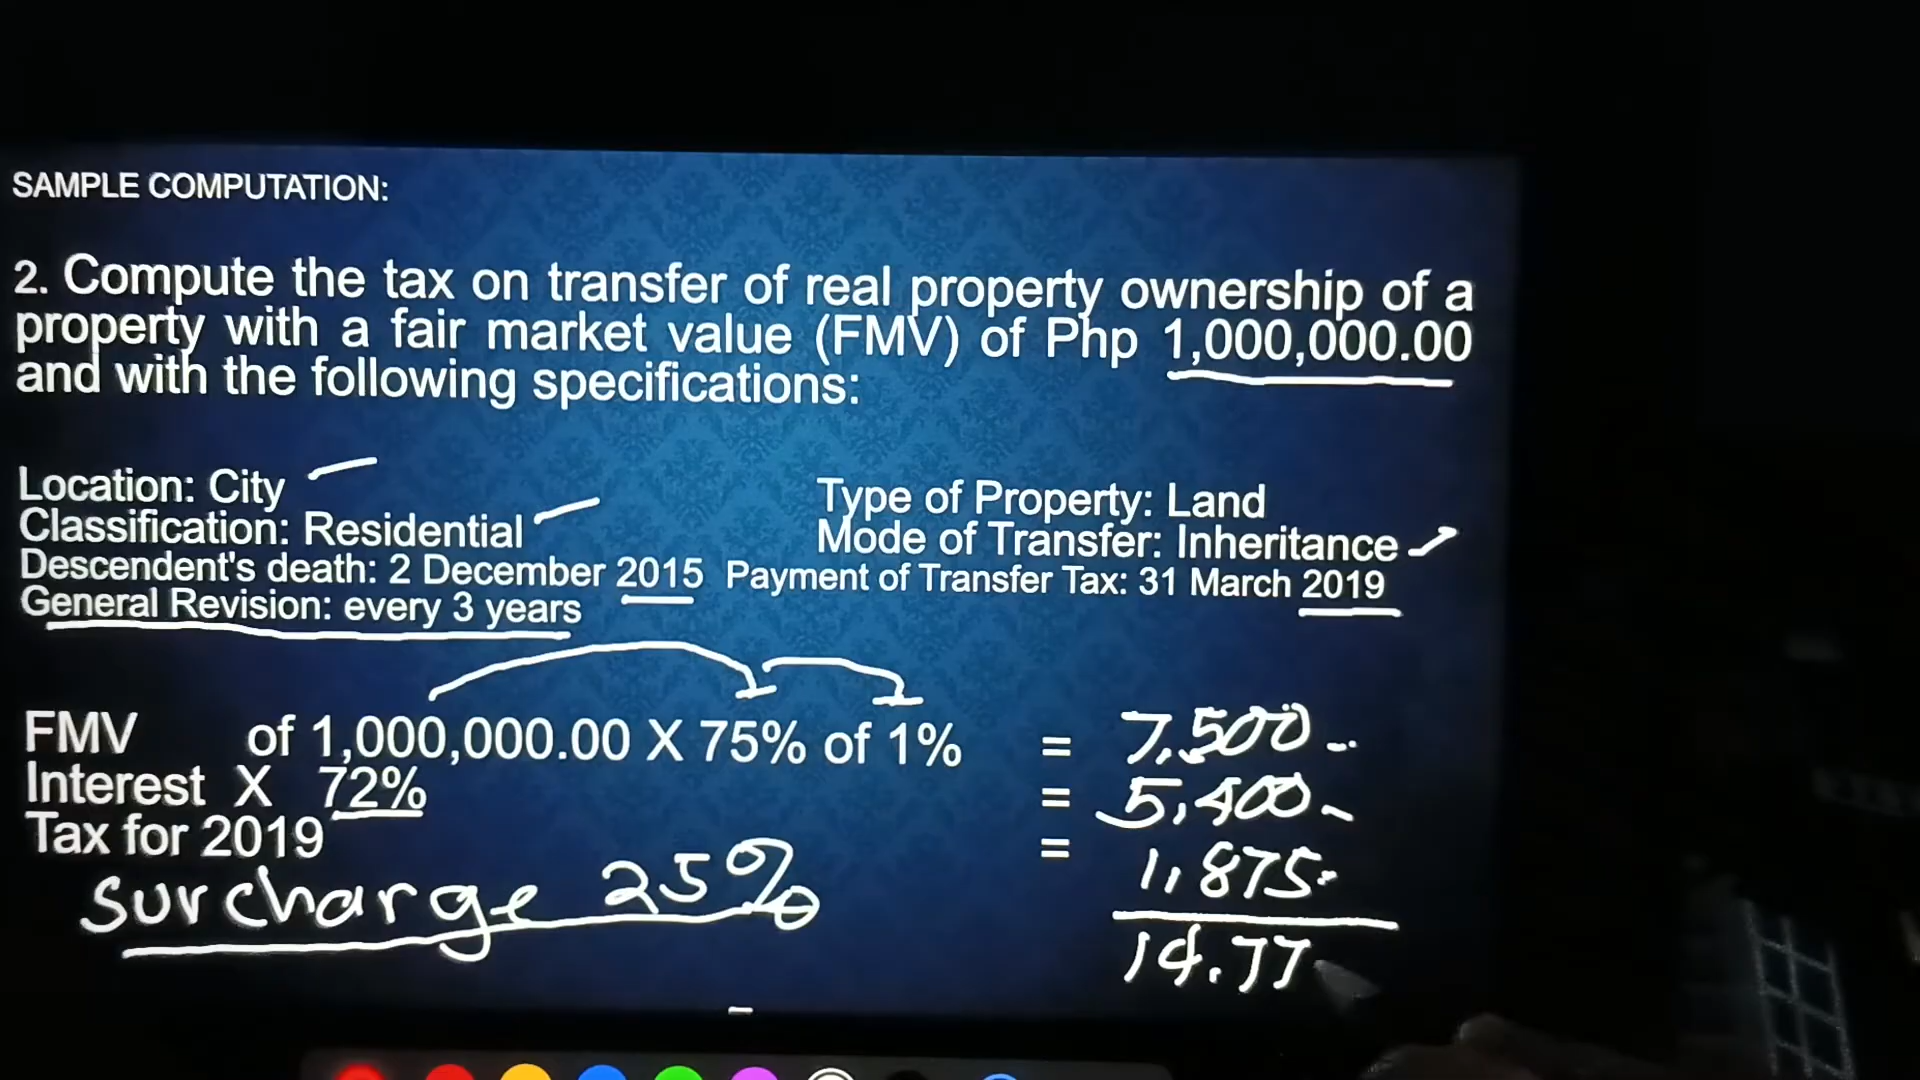 SAMPLE COMPUTATION:
2. Compute the tax on transfer of real property ownership of a
property with a fair market value (FMV) of Php 1,000,000.00
and with the following specifications:
Location: City
Classification: Residential
Type of Property: Land
Mode of Transfer: Inheritance
Descendent's death: 2 December 2015 Payment of Transfer Tax: 31 March 2019
General Revision: every 3 years
FMV of 1,000,000.00 X 75% of 1% = 7,500
Interest X 72% = 5,400
Tax for 2019 = 1,875
surcharge 25%
14,77